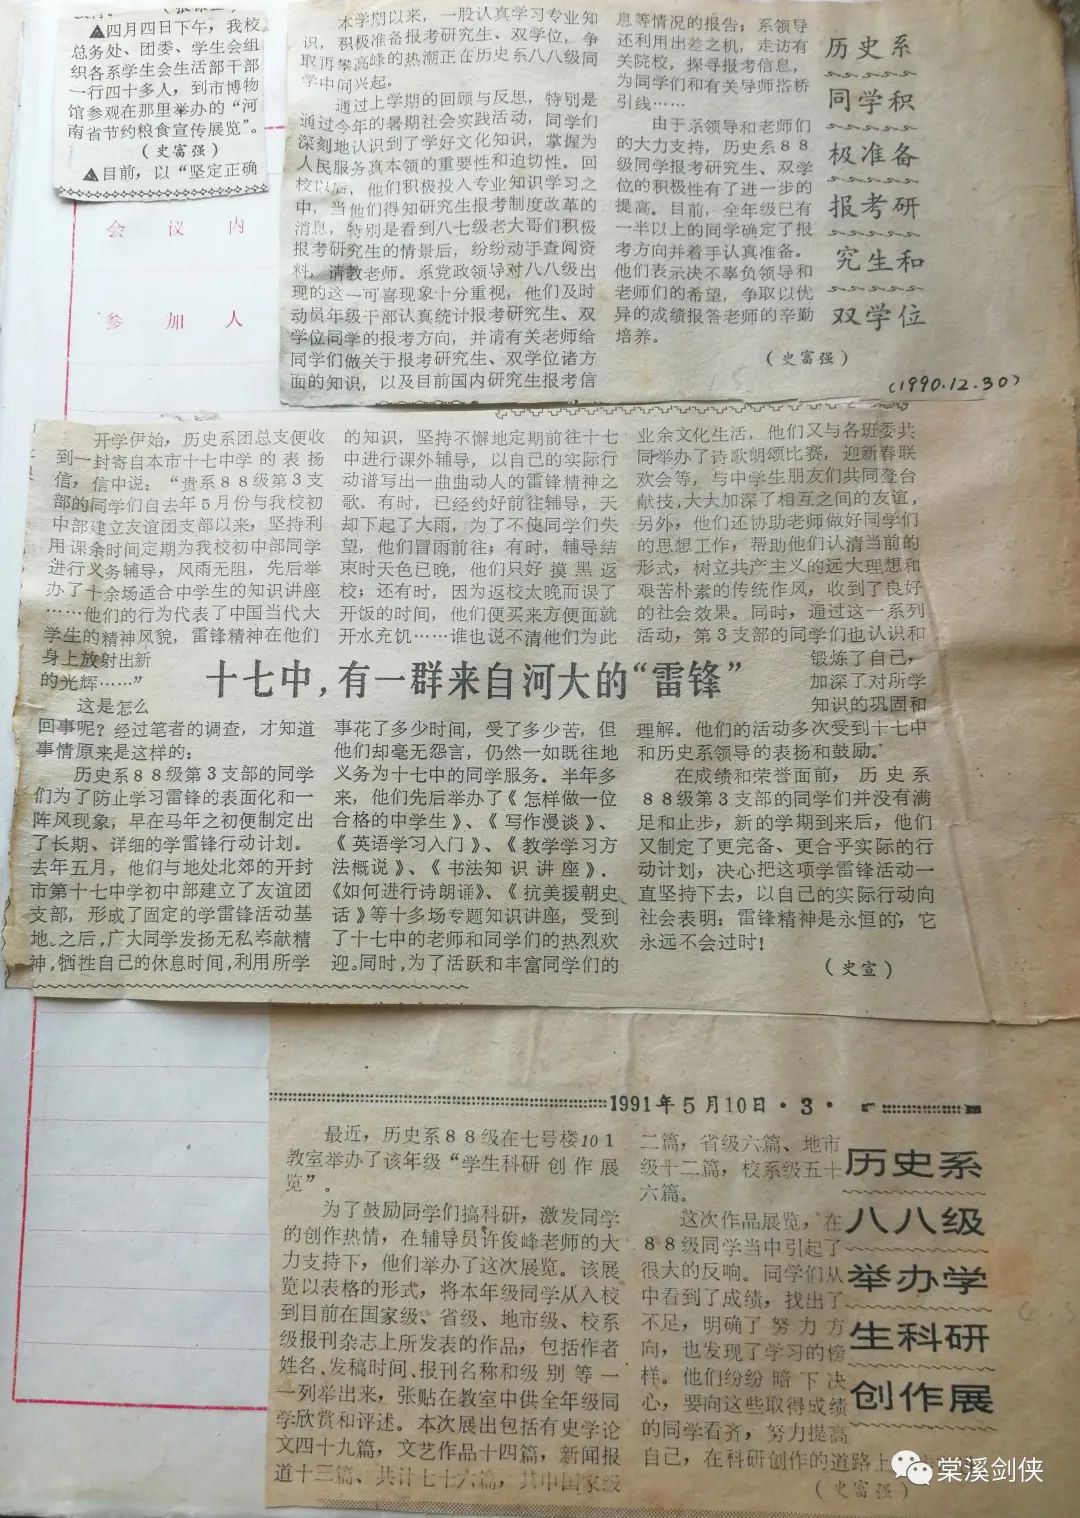 ▲四月四日下午，我校
总务处、团委、学生会组
织各系学生会生活部干部
一行四十多人，到市博物
馆参观在那里举办的“河
南省节约粮食宣传展览”。
（史富强）
▲目前，以“坚定正确
会议内
参加人
本学期以来，一股认真学习专业知
识，积极准备报考研究生、双学位，争
取再攀高峰的热潮正在历史系八八级同
学中间兴起。
通过上学期的回顾与反思，特别是
通过今年的暑期社会实践活动，同学们
深刻地认识到了学好文化知识，掌握为
人民服务真本领的重要性和迫切性。回
校以后，他们积极投入专业知识学习之
中，当他们得知研究生报考制度改革的
消息，特别是看到八七级老大哥们积极
报考研究生的情景后，纷纷动手查阅资
料，请教老师。系党政领导对八八级出
现的这一可喜现象十分重视，他们及时
动员年级干部认真统计报考研究生、双
学位同学的报考方向，并请有关老师给
同学们做关于报考研究生、双学位诸方
面的知识，以及目前国内研究生报考信
息等情况的报告；系领导
还利用出差之机，走访有
关院校，探寻报考信息，
为同学们和有关导师搭桥
引线……
由于系领导和老师们
的大力支持，历史系８８
级同学报考研究生、双学
位的积极性有了进一步的
提高。目前，全年级已有
一半以上的同学确定了报
考方向并着手认真准备。
他们表示决不辜负领导和
老师们的希望，争取以优
异的成绩报答老师的辛勤
培养。
（史富强）
历史系
同学积
极准备
报考研
究生和
双学位
（1990.12.30）
开学伊始，历史系团总支便收
到一封寄自本市十七中学的表扬
信，信中说：“贵系８８级第３支
部的同学们自去年５月份与我校初
中部建立友谊团支部以来，坚持利
用课余时间定期为我校初中部同学
进行义务辅导，风雨无阻，先后举
办了十余场适合中学生的知识讲座
……他们的行为代表了中国当代大
学生的精神风貌，雷锋精神在他们
身上放射出新
的光辉……”
这是怎么
回事呢？经过笔者的调查，才知道
事情原来是这样的：
历史系８８级第３支部的同学
们为了防止学习雷锋的表面化和一
阵风现象，早在马年之初便制定出
了长期、详细的学雷锋行动计划。
去年五月，他们与地处北郊的开封
市第十七中学初中部建立了友谊团
支部，形成了固定的学雷锋活动基
地。之后，广大同学发扬无私奉献精
神，牺牲自己的休息时间，利用所学
的知识，坚持不懈地定期前往十七
中进行课外辅导，以自己的实际行
动谱写出一曲曲动人的雷锋精神之
歌。有时，已经约好前往辅导，天
却下起了大雨，为了不使同学们失
望，他们冒雨前往；有时，辅导结
束时天色已晚，他们只好摸黑返
校；还有时，因为返校太晚而误了
开饭的时间，他们便买来方便面就
开水充饥……谁也说不清他们为此
十七中，有一群来自河大的“雷锋”
事花了多少时间，受了多少苦，但
他们却毫无怨言，仍然一如既往地
义务为十七中的同学服务。半年多
来，他们先后举办了《怎样做一位
合格的中学生》、《写作漫谈》、
《英语学习入门》、《教学学习方
法概说》、《书法知识讲座》．
《如何进行诗朗诵》、《抗美援朝史
话》等十多场专题知识讲座，受到
了十七中的老师和同学们的热烈欢
迎。同时，为了活跃和丰富同学们的
业余文化生活，他们又与各班委共
同举办了诗歌朗颂比赛，迎新春联
欢会等，与中学生朋友们共同登台
献技，大大加深了相互之间的友谊，
另外，他们还协助老师做好同学们
的思想工作，帮助他们认清当前的
形式，树立共产主义的远大理想和
艰苦朴素的传统作风，收到了良好
的社会效果。同时，通过这一系列
活动，第３支部的同学们也认识和
锻炼了自己，
加深了对所学
知识的巩固和
理解。他们的活动多次受到十七中
和历史系领导的表扬和鼓励。
在成绩和荣誉面前，历史系
８８级第３支部的同学们并没有满
足和止步，新的学期到来后，他们
又制定了更完备、更合乎实际的行
动计划，决心把这项学雷锋活动一
直坚持下去，以自己的实际行动向
社会表明：雷锋精神是永恒的，它
永远不会过时！
（史宣）
1991年5月10日·3·
最近，历史系８８级在七号楼101
教室举办了该年级“学生科研创作展
览”。
为了鼓励同学们搞科研，激发同学
的创作热情，在辅导员许俊峰老师的大
力支持下，他们举办了这次展览。该展
览以表格的形式，将本年级同学从入校
到目前在国家级、省级、地市级、校系
级报刊杂志上所发表的作品，包括作者
姓名、发稿时间、报刊名称和级别等一
一列举出来，张贴在教室中供全年级同
学欣赏和评述。本次展出包括有史学论
文四十九篇，文艺作品十四篇，新闻报
道十三篇、共计七十六篇，其中国家级
二篇，省级六篇、地市
级十二篇，校系级五十
六篇。
这次作品展览，在
８８级同学当中引起了
很大的反响。同学们从
中看到了成绩，找出了
不足，明确了努力方
向，也发现了学习的榜
样。他们纷纷暗下决
心，要向这些取得成绩
的同学看齐，努力提高
自己，在科研创作的道路上
（史富强）
历史系
八八级
举办学
生科研
创作展
棠溪剑侠